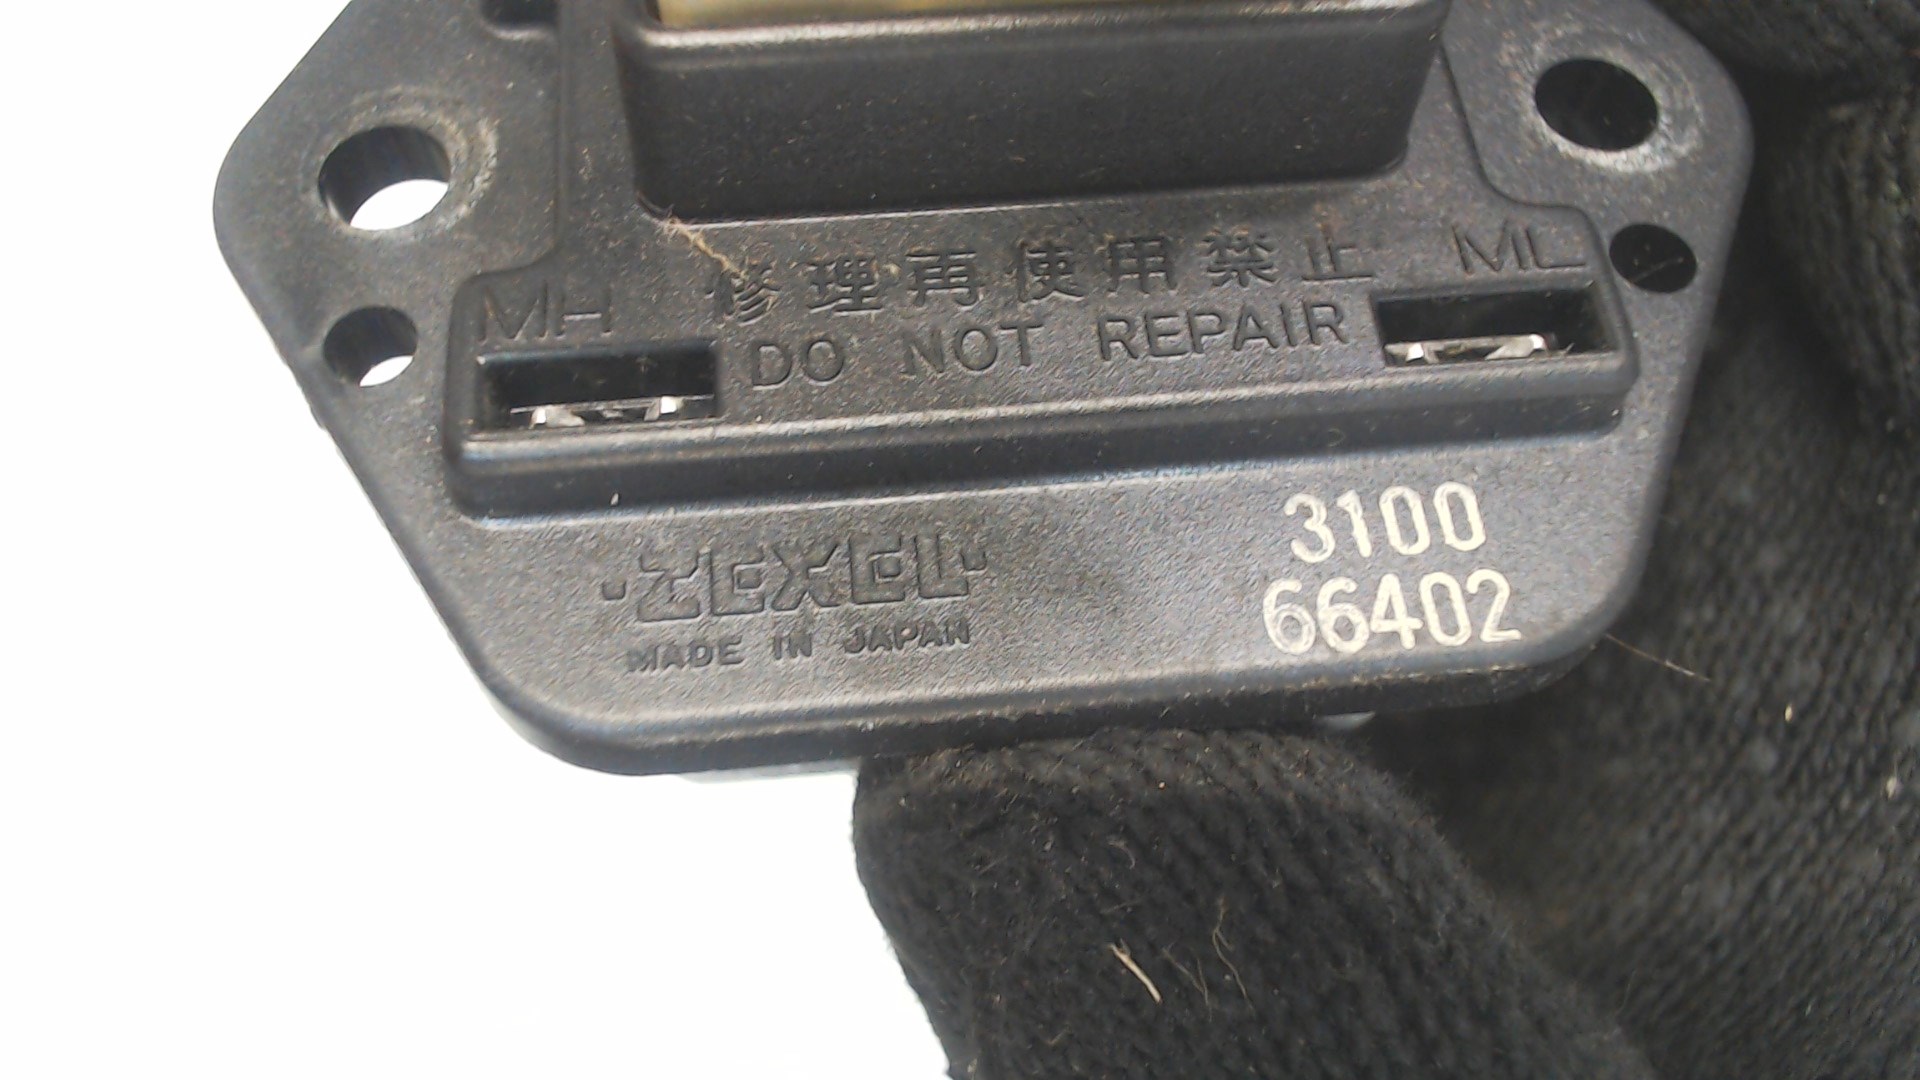 MH 修理再使用禁止 ML
DO NOT REPAIR
ZEXEL
MADE IN JAPAN
3100
66402